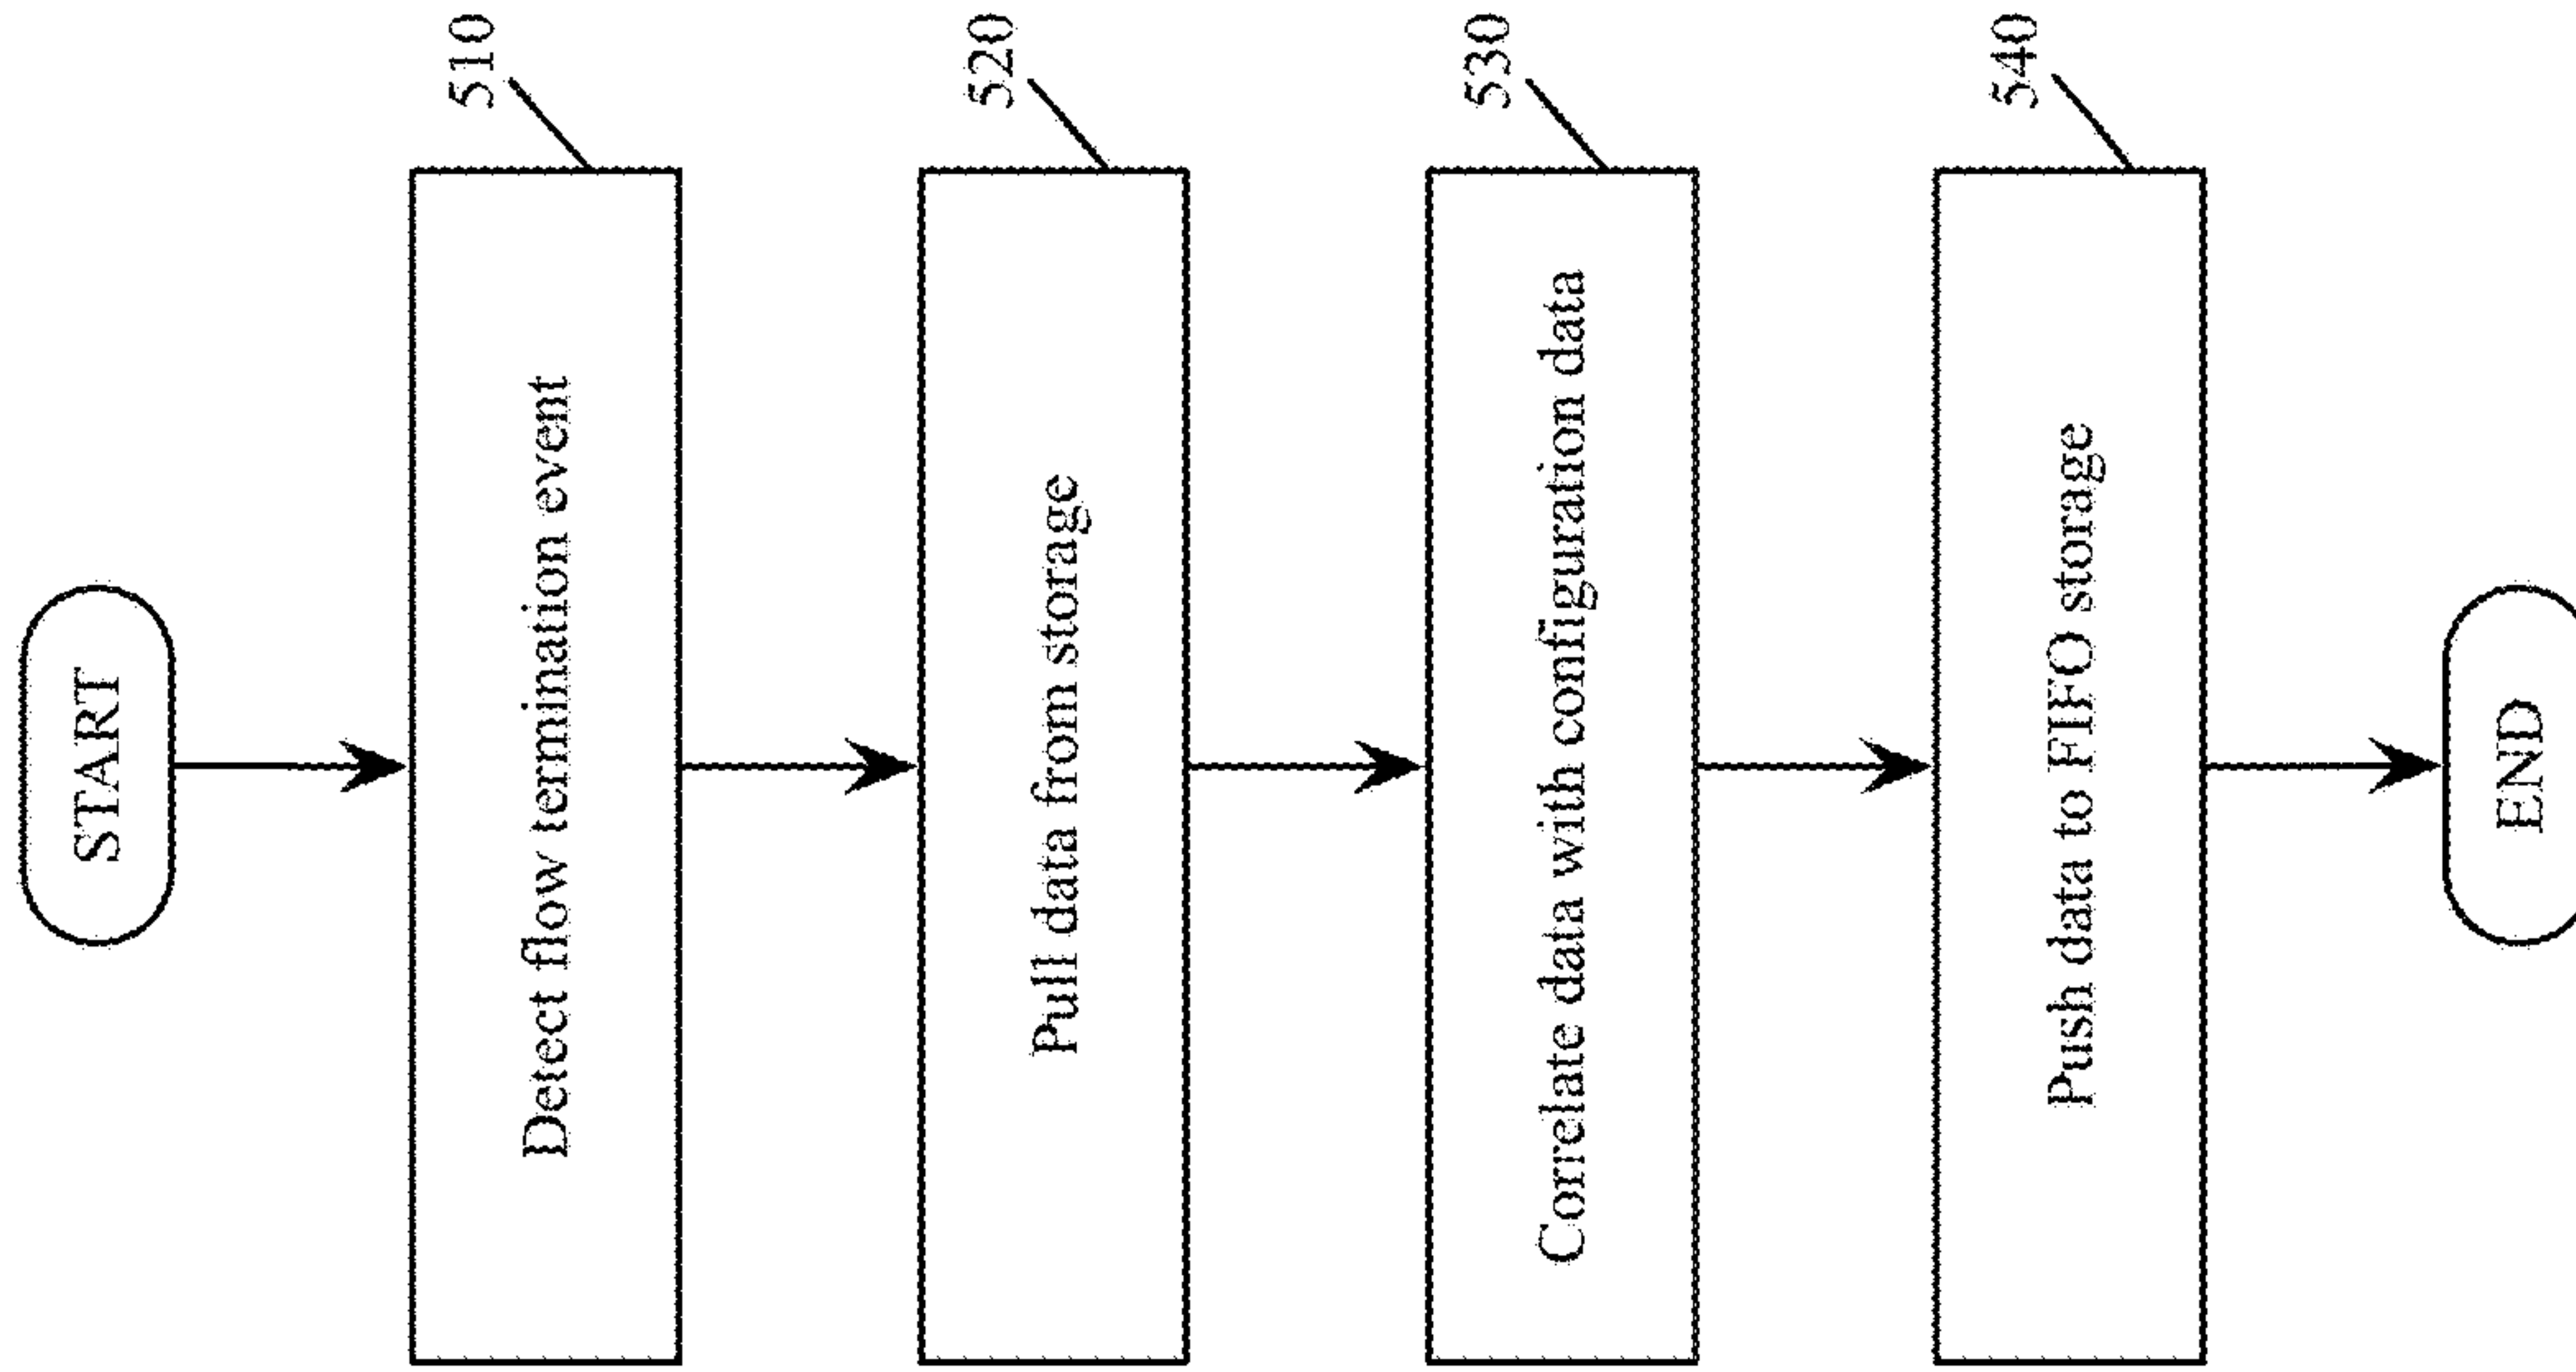 START
510
Detect flow termination event
520
Pull data from storage
530
Correlate data with configuration data
540
Push data to FIFO storage
END